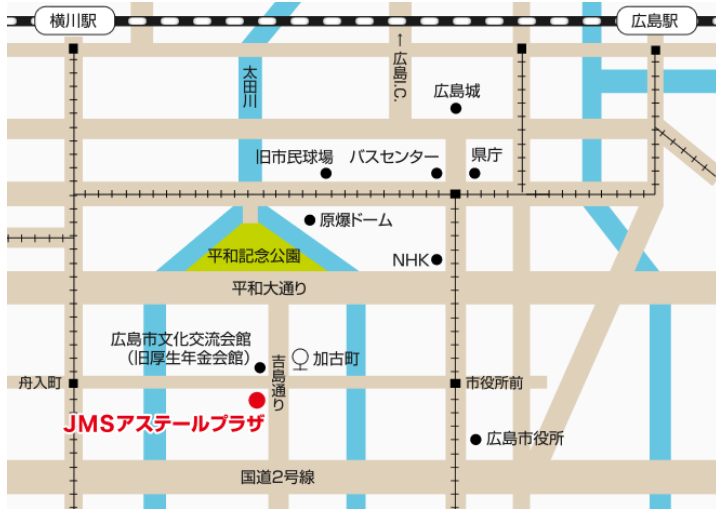 横川駅
広島駅
↑広島I.C.
太田川
広島城
旧市民球場
バスセンター
県庁
原爆ドーム
平和記念公園
NHK
平和大通り
広島市文化交流会館
（旧厚生年金会館）
加古町
吉島通り
舟入町
市役所前
JMSアステールプラザ
広島市役所
国道2号線